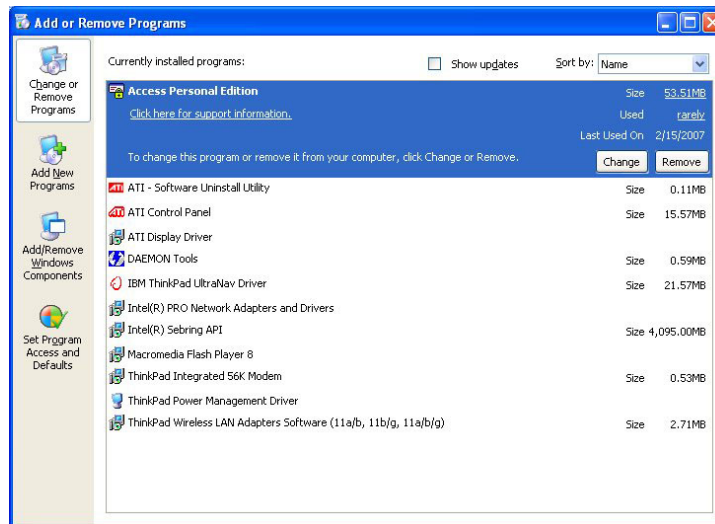 Add or Remove Programs
Change or
Remove
Programs
Add New
Programs
Add/Remove
Windows
Components
Set Program
Access and
Defaults
Currently installed programs:
Show updates
Sort by: Name
Access Personal Edition Size 53.51MB
Click here for support information. Used rarely
Last Used On 2/15/2007
To change this program or remove it from your computer, click Change or Remove. Change Remove
ATI - Software Uninstall Utility Size 0.11MB
ATI Control Panel Size 15.57MB
ATI Display Driver
DAEMON Tools Size 0.59MB
IBM ThinkPad UltraNav Driver Size 21.57MB
Intel(R) PRO Network Adapters and Drivers
Intel(R) Sebring API Size 4,095.00MB
Macromedia Flash Player 8
ThinkPad Integrated 56K Modem Size 0.53MB
ThinkPad Power Management Driver
ThinkPad Wireless LAN Adapters Software (11a/b, 11b/g, 11a/b/g) Size 2.71MB